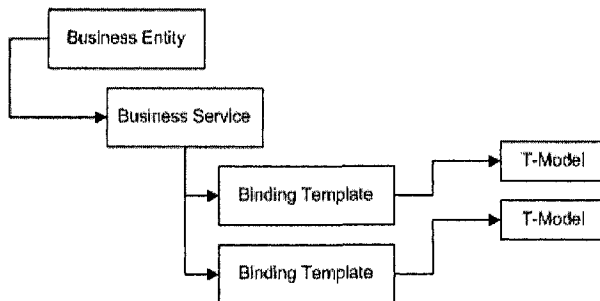 Business Entity
Business Service
Binding Template
T-Model
Binding Template
T-Model